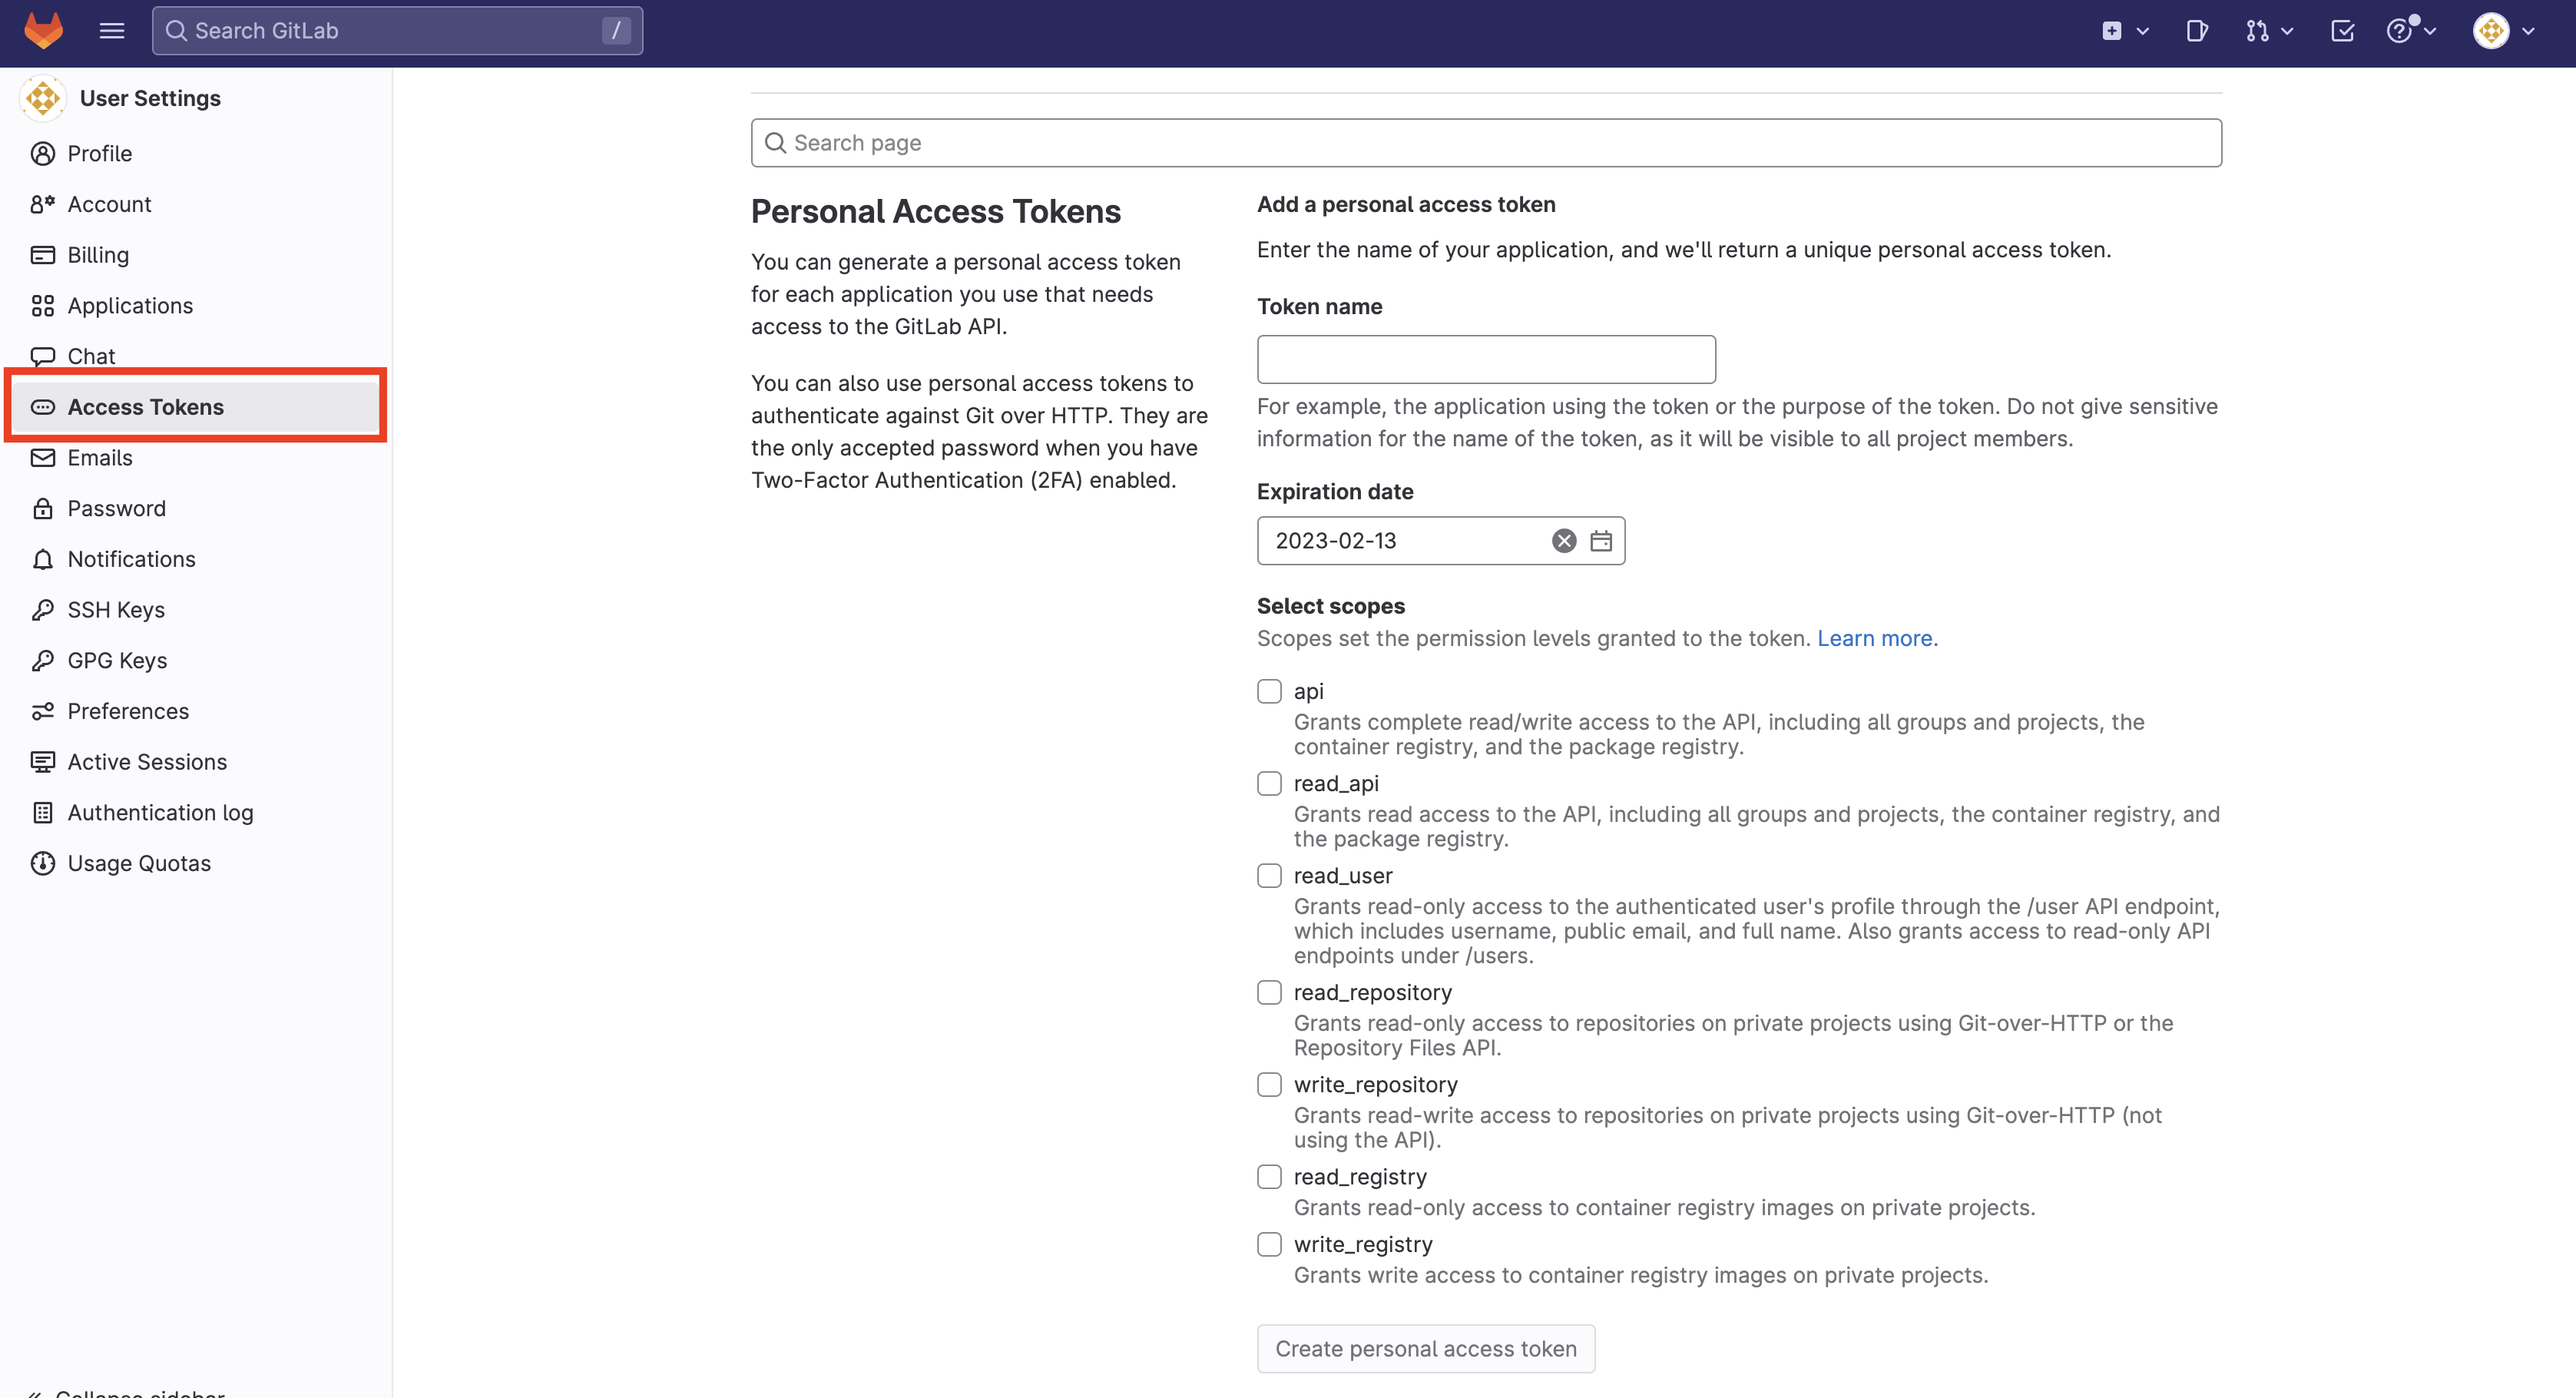 Search GitLab
/
User Settings
Profile
Account
Billing
Applications
Chat
Access Tokens
Emails
Password
Notifications
SSH Keys
GPG Keys
Preferences
Active Sessions
Authentication log
Usage Quotas
Collapse sidebar
Search page
Personal Access Tokens
You can generate a personal access token
for each application you use that needs
access to the GitLab API.
You can also use personal access tokens to
authenticate against Git over HTTP. They are
the only accepted password when you have
Two-Factor Authentication (2FA) enabled.
Add a personal access token
Enter the name of your application, and we'll return a unique personal access token.
Token name
For example, the application using the token or the purpose of the token. Do not give sensitive
information for the name of the token, as it will be visible to all project members.
Expiration date
2023-02-13
Select scopes
Scopes set the permission levels granted to the token. Learn more.
api
Grants complete read/write access to the API, including all groups and projects, the
container registry, and the package registry.
read_api
Grants read access to the API, including all groups and projects, the container registry, and
the package registry.
read_user
Grants read-only access to the authenticated user's profile through the /user API endpoint,
which includes username, public email, and full name. Also grants access to read-only API
endpoints under /users.
read_repository
Grants read-only access to repositories on private projects using Git-over-HTTP or the
Repository Files API.
write_repository
Grants read-write access to repositories on private projects using Git-over-HTTP (not
using the API).
read_registry
Grants read-only access to container registry images on private projects.
write_registry
Grants write access to container registry images on private projects.
Create personal access token